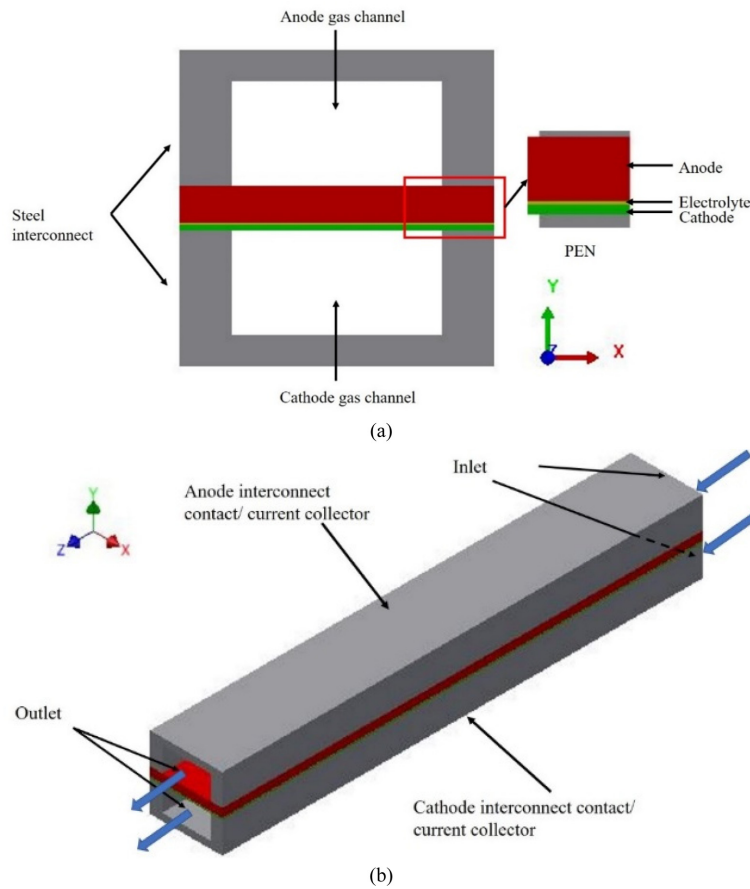 Anode gas channel
Steel
interconnect
Anode
Electrolyte
Cathode
PEN
Y
Z
X
Cathode gas channel
(a)
Inlet
Anode interconnect
contact/ current collector
Y
Z
X
Outlet
Cathode interconnect contact/
current collector
(b)